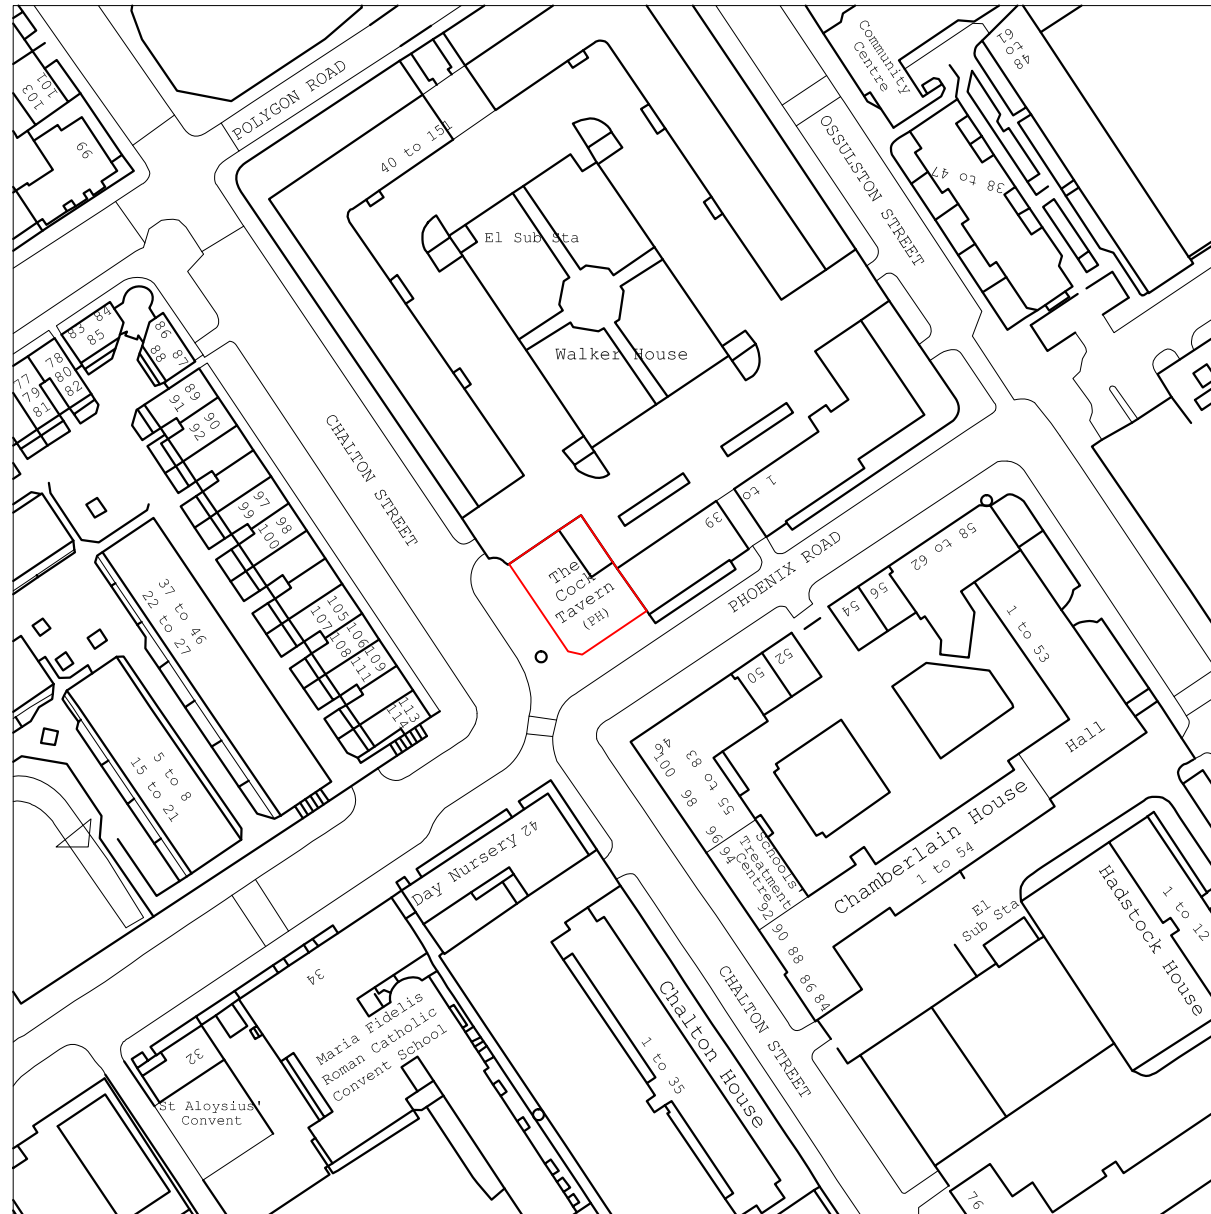 POLYGON ROAD
Community
Centre
48 to 61
101
103
66
40 to 151
OSSULSTON STREET
38 to 47
El Sub Sta
Walker House
83
84
85
86
87
88
77
78
79
80
81
82
89
90
91
92
97
98
99
100
CHALTON STREET
105
106
107
108
109
111
113
114
The
Cock
Tavern
(PH)
1 to
39
PHOENIX ROAD
58 to 62
56
54
52
50
1 to 53
Hall
37 to 46
22 to 27
5 to 8
15 to 21
46
100
98
96
94
55 to 83
Schools
Treatment
Centre
92
90
88
86
84
Chamberlain House
1 to 54
El
Sub Sta
Hadstock House
1 to 12
Day Nursery
42
34
Maria Fidelis
Roman Catholic
Convent School
32
St Aloysius'
Convent
Chalton House
1 to 35
CHALTON STREET
76